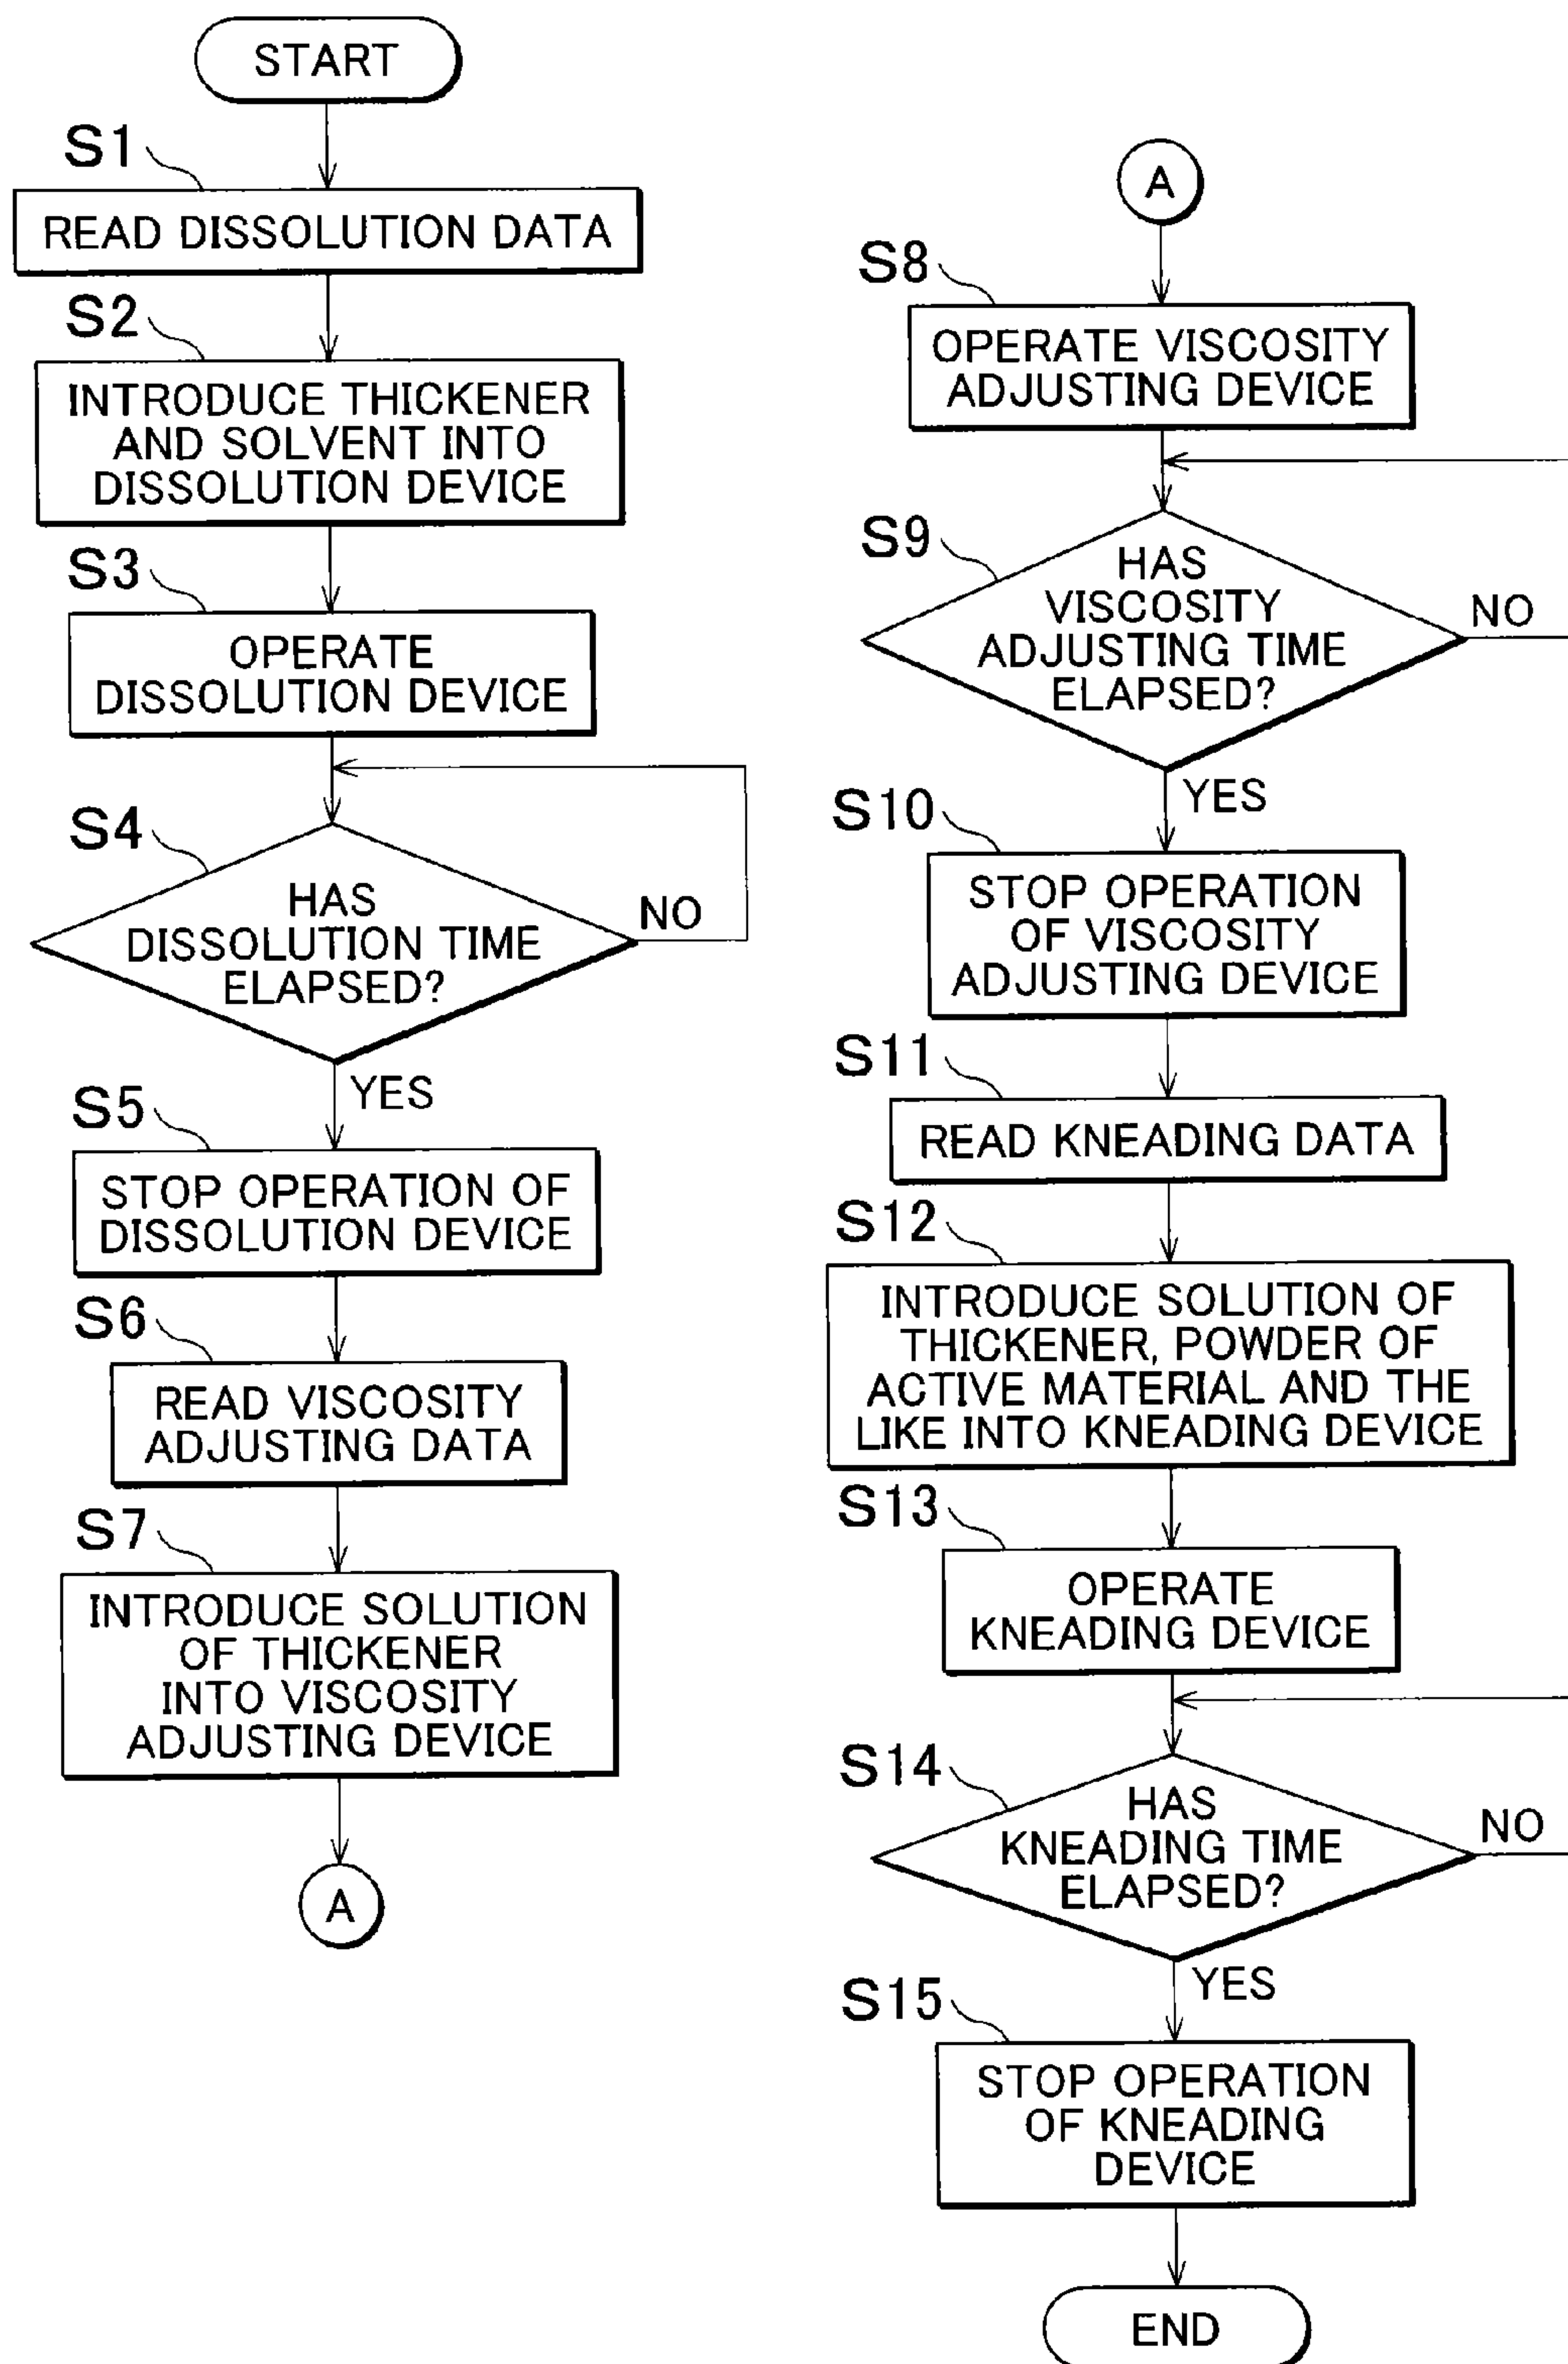 START
S1
READ DISSOLUTION DATA
S2
INTRODUCE THICKENER
AND SOLVENT INTO
DISSOLUTION DEVICE
S3
OPERATE
DISSOLUTION DEVICE
S4
HAS
DISSOLUTION TIME
ELAPSED?
NO
YES
S5
STOP OPERATION OF
DISSOLUTION DEVICE
S6
READ VISCOSITY
ADJUSTING DATA
S7
INTRODUCE SOLUTION
OF THICKENER
INTO VISCOSITY
ADJUSTING DEVICE
A
A
S8
OPERATE VISCOSITY
ADJUSTING DEVICE
S9
HAS
VISCOSITY
ADJUSTING TIME
ELAPSED?
NO
YES
S10
STOP OPERATION
OF VISCOSITY
ADJUSTING DEVICE
S11
READ KNEADING DATA
S12
INTRODUCE SOLUTION OF
THICKENER, POWDER OF
ACTIVE MATERIAL AND THE
LIKE INTO KNEADING DEVICE
S13
OPERATE
KNEADING DEVICE
S14
HAS
KNEADING TIME
ELAPSED?
NO
YES
S15
STOP OPERATION
OF KNEADING
DEVICE
END